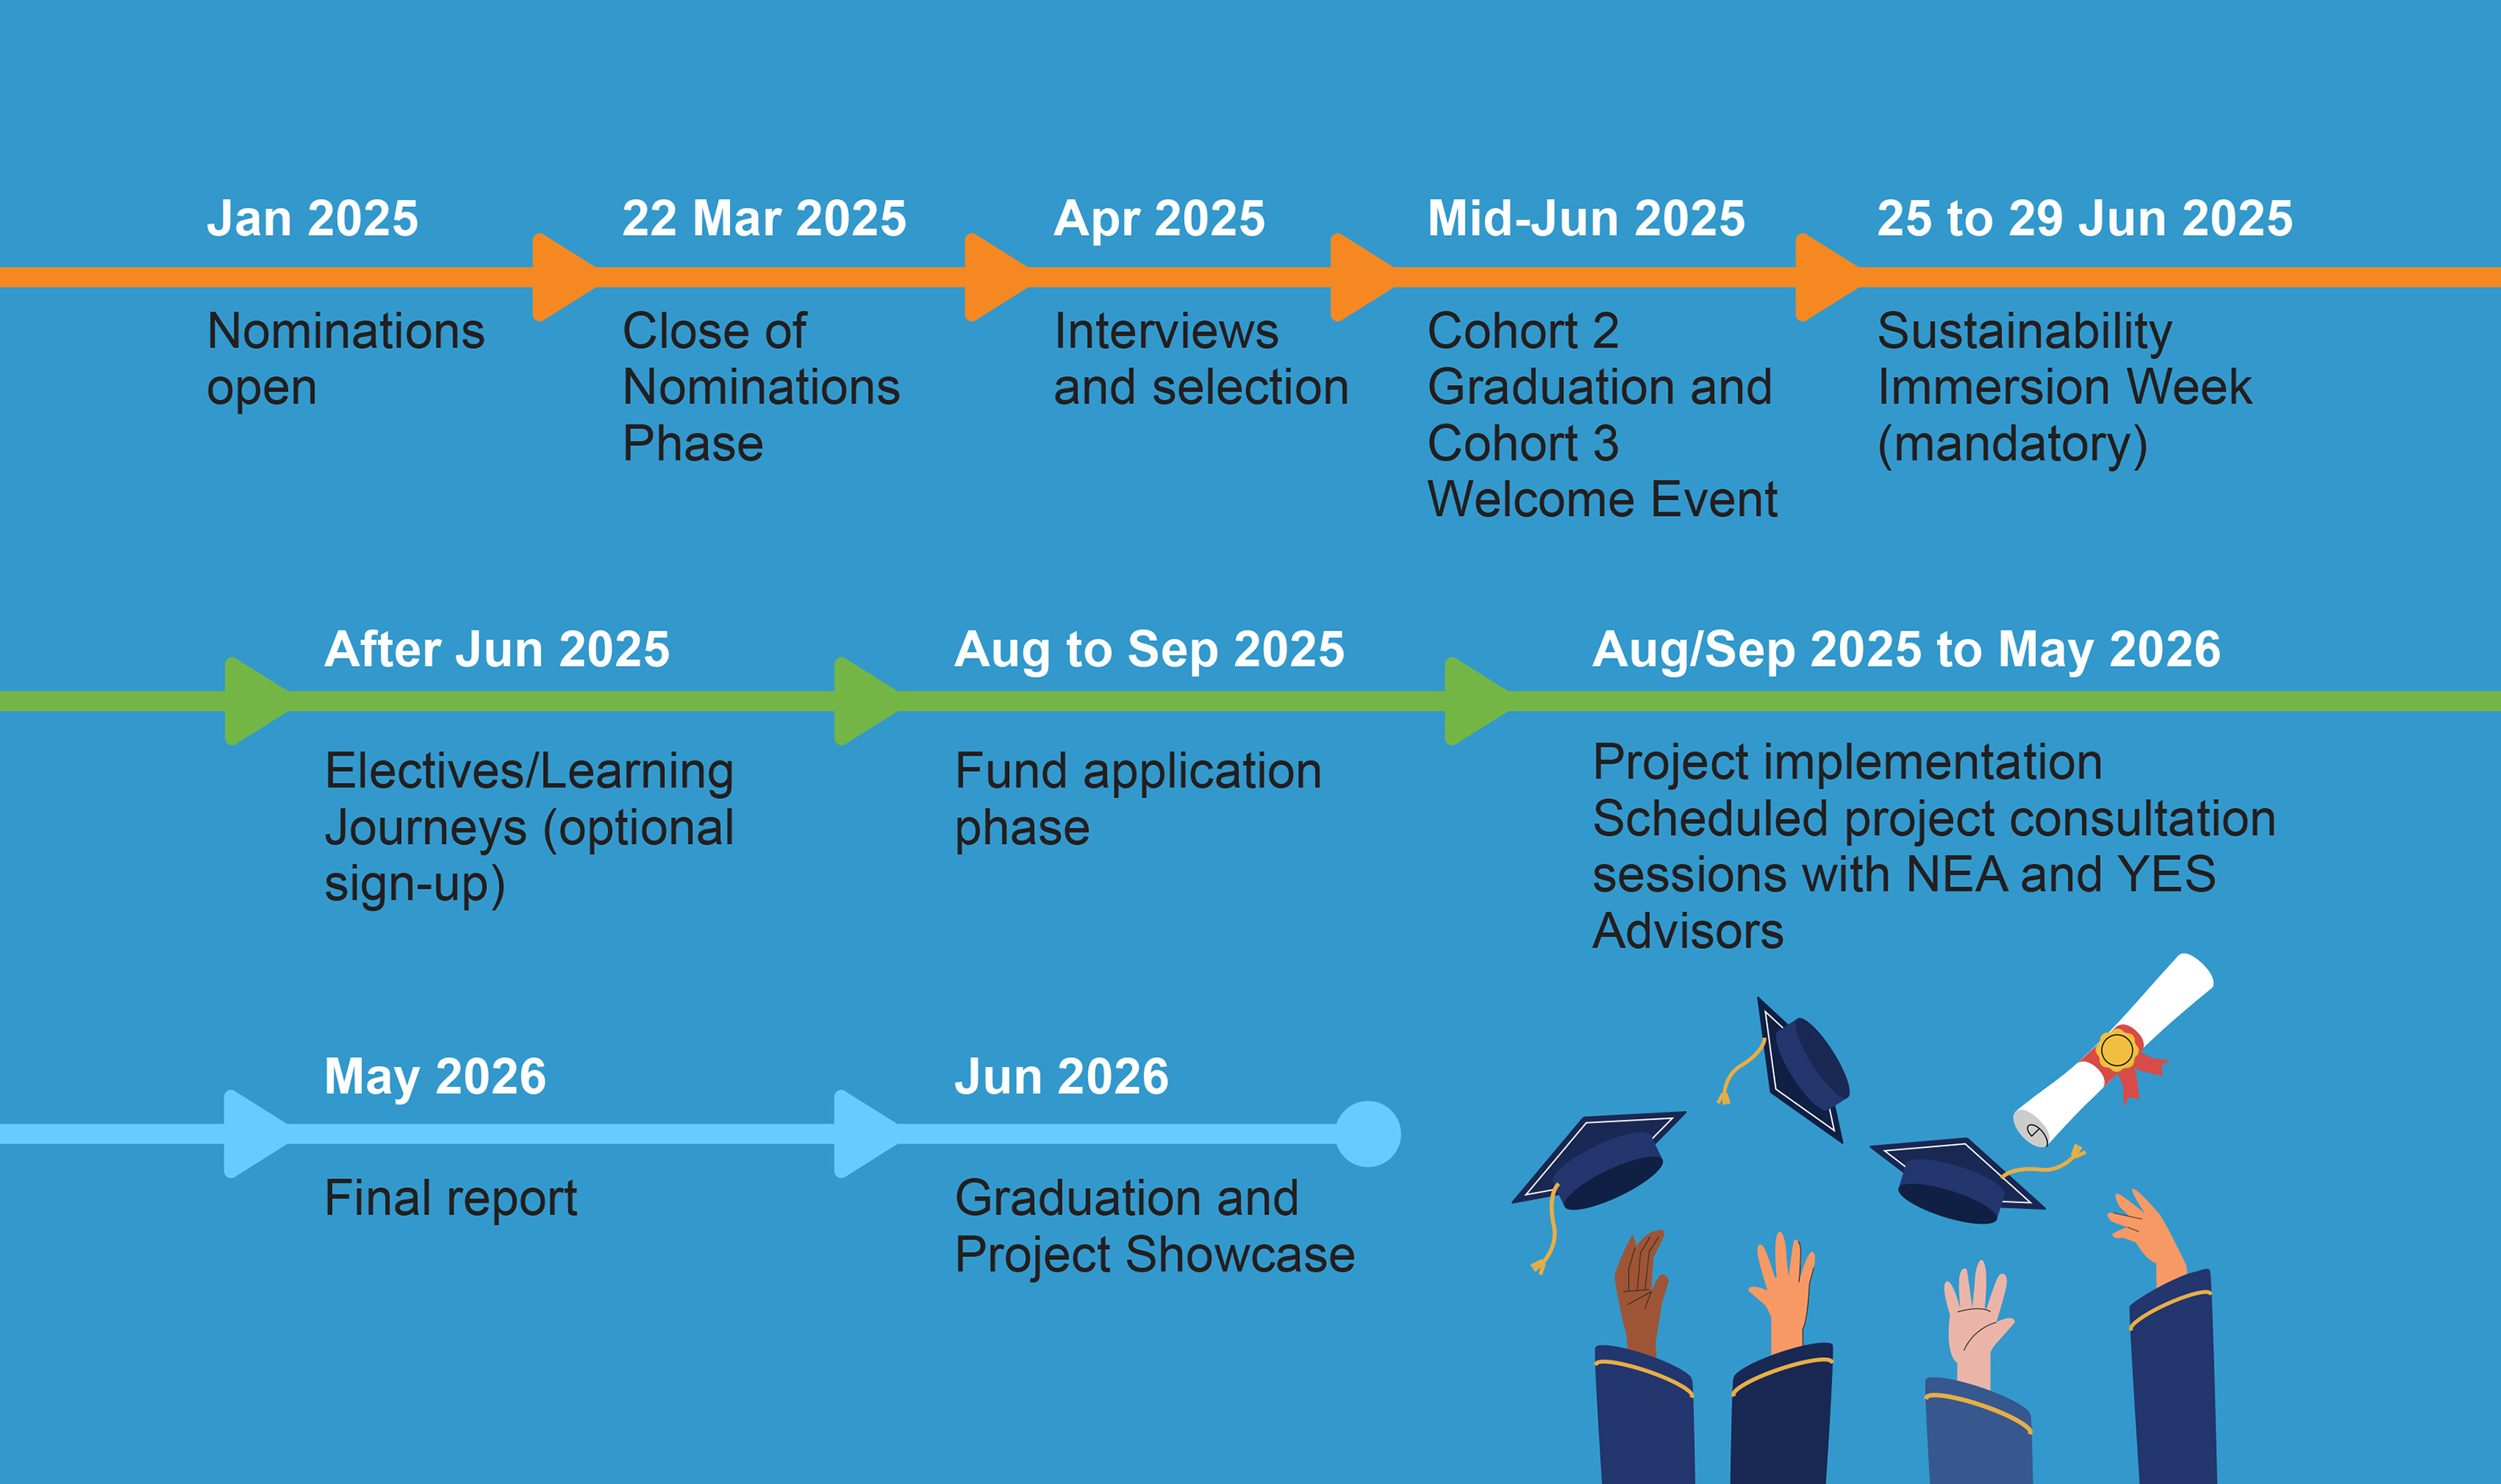 Jan 2025
Nominations
open
22 Mar 2025
Close of
Nominations
Phase
Apr 2025
Interviews
and selection
Mid-Jun 2025
Cohort 2
Graduation and
Cohort 3
Welcome Event
25 to 29 Jun 2025
Sustainability
Immersion Week
(mandatory)
After Jun 2025
Electives/Learning
Journeys (optional
sign-up)
Aug to Sep 2025
Fund application
phase
Aug/Sep 2025 to May 2026
Project implementation
Scheduled project consultation
sessions with NEA and YES
Advisors
May 2026
Final report
Jun 2026
Graduation and
Project Showcase